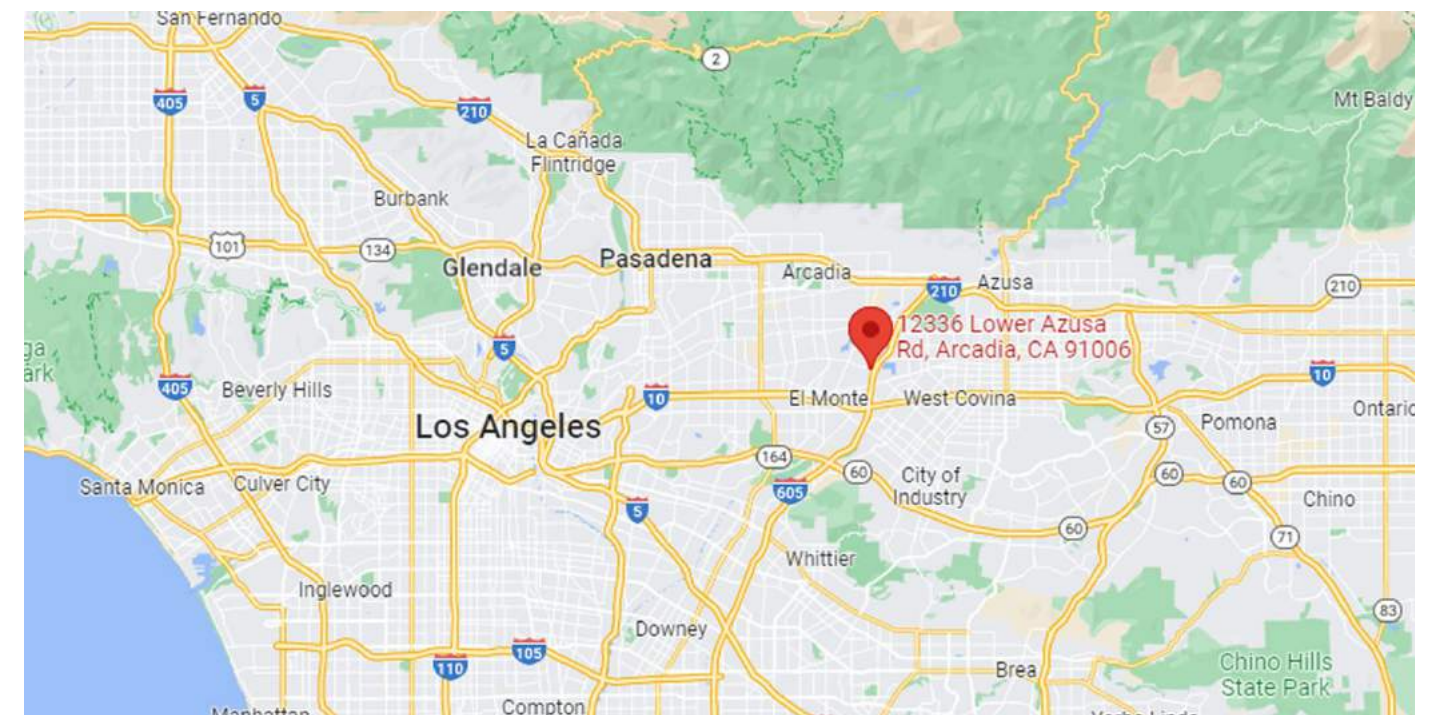 San Fernando
2
405
5
210
Mt Baldy
La Cañada
Flintridge
Burbank
101
134
Glendale
Pasadena
Arcadia
210
Azusa
210
12336 Lower Azusa
Rd, Arcadia, CA 91006
5
405
Beverly Hills
10
El Monte
West Covina
10
Ontario
Los Angeles
57
Pomona
164
60
City of
Industry
60
60
Santa Monica
Culver City
605
5
Chino
60
71
Whittier
Inglewood
83
Downey
105
110
Brea
Chino Hills
State Park
Compton